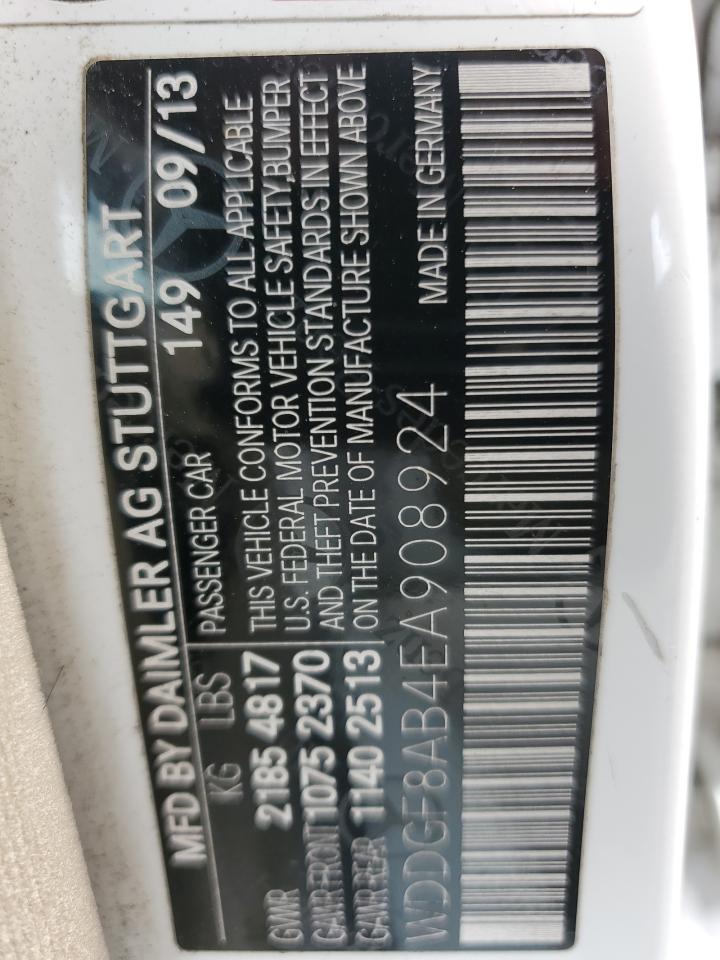 MFD BY DAIMLER AG STUTTGART
149 09/13
KG LBS
GWR 2185 4817
GAWR FRONT 1075 2370
GAWR REAR 1140 2513
PASSENGER CAR
THIS VEHICLE CONFORMS TO ALL APPLICABLE
U.S. FEDERAL MOTOR VEHICLE SAFETY,BUMPER
AND THEFT PREVENTION STANDARDS IN EFFECT
ON THE DATE OF MANUFACTURE SHOWN ABOVE
WDDGF8AB4EA908924
MADE IN GERMANY